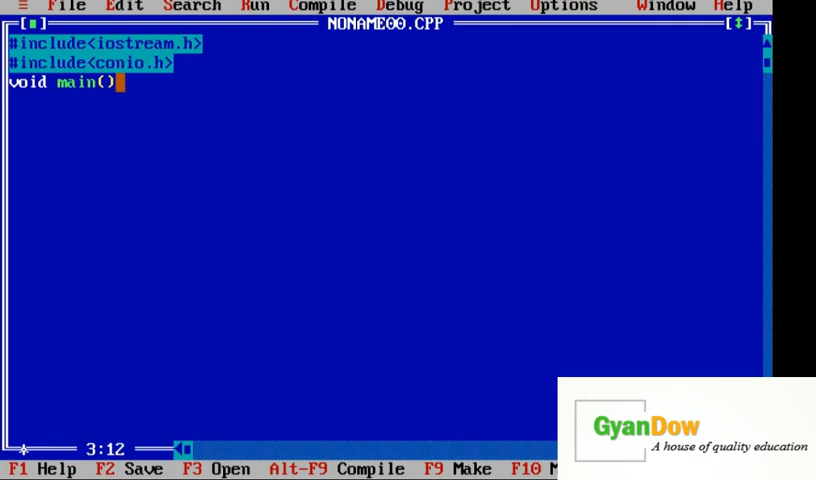 ≡ File Edit Search Run Compile Debug Project Options Window Help
[■] NONAME00.CPP [↕]
#include<iostream.h>
#include<conio.h>
void main()
3:12
F1 Help F2 Save F3 Open Alt-F9 Compile F9 Make F10 M
GyanDow
A house of quality education